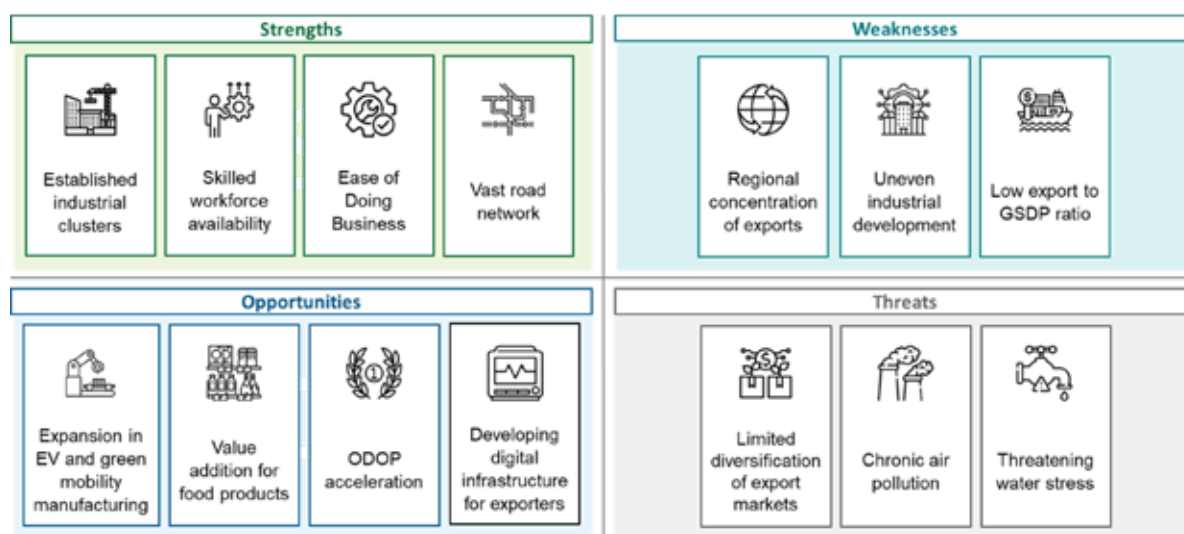 Strengths
Established
industrial
clusters
Skilled
workforce
availability
Ease of
Doing
Business
Vast road
network
Weaknesses
Regional
concentration
of exports
Uneven
industrial
development
Low export to
GSDP ratio
Opportunities
Expansion in
EV and green
mobility
manufacturing
Value
addition for
food products
1
ODOP
acceleration
Developing
digital
infrastructure
for exporters
Threats
Limited
diversification
of export
markets
Chronic air
pollution
Threatening
water stress